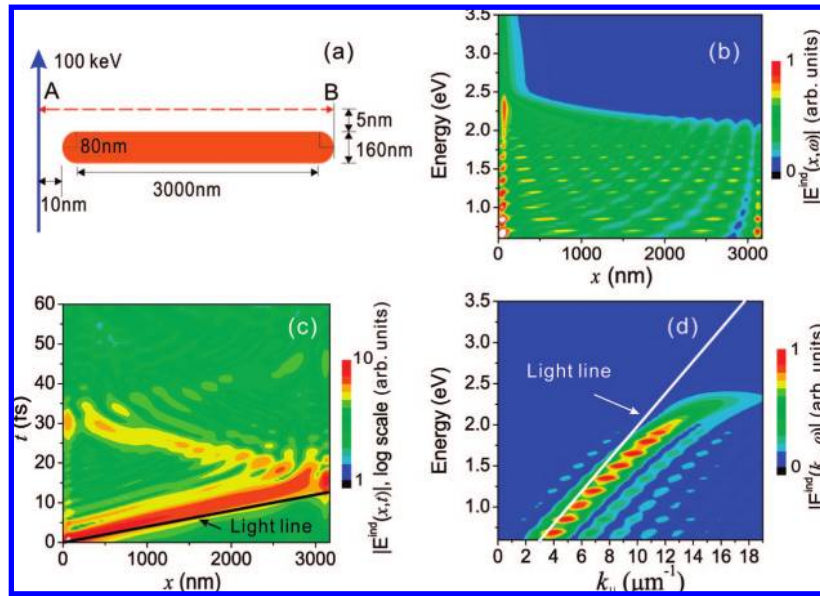 (a)
100 keV
A
B
5nm
80nm
160nm
3000nm
10nm
(b)
3.5
3.0
2.5
2.0
1.5
1.0
Energy (eV)
0 1000 2000 3000
x (nm)
1
0
|E^ind(x,ω)| (arb. units)
(c)
60
50
40
30
20
10
0
t (fs)
Light line
0 1000 2000 3000
x (nm)
10
1
|E^ind(x,t)|, log scale (arb. units)
(d)
3.5
3.0
2.5
2.0
1.5
1.0
Energy (eV)
Light line
0 2 4 6 8 10 12 14 16 18
(μm⁻¹)
1
0
(arb. units)